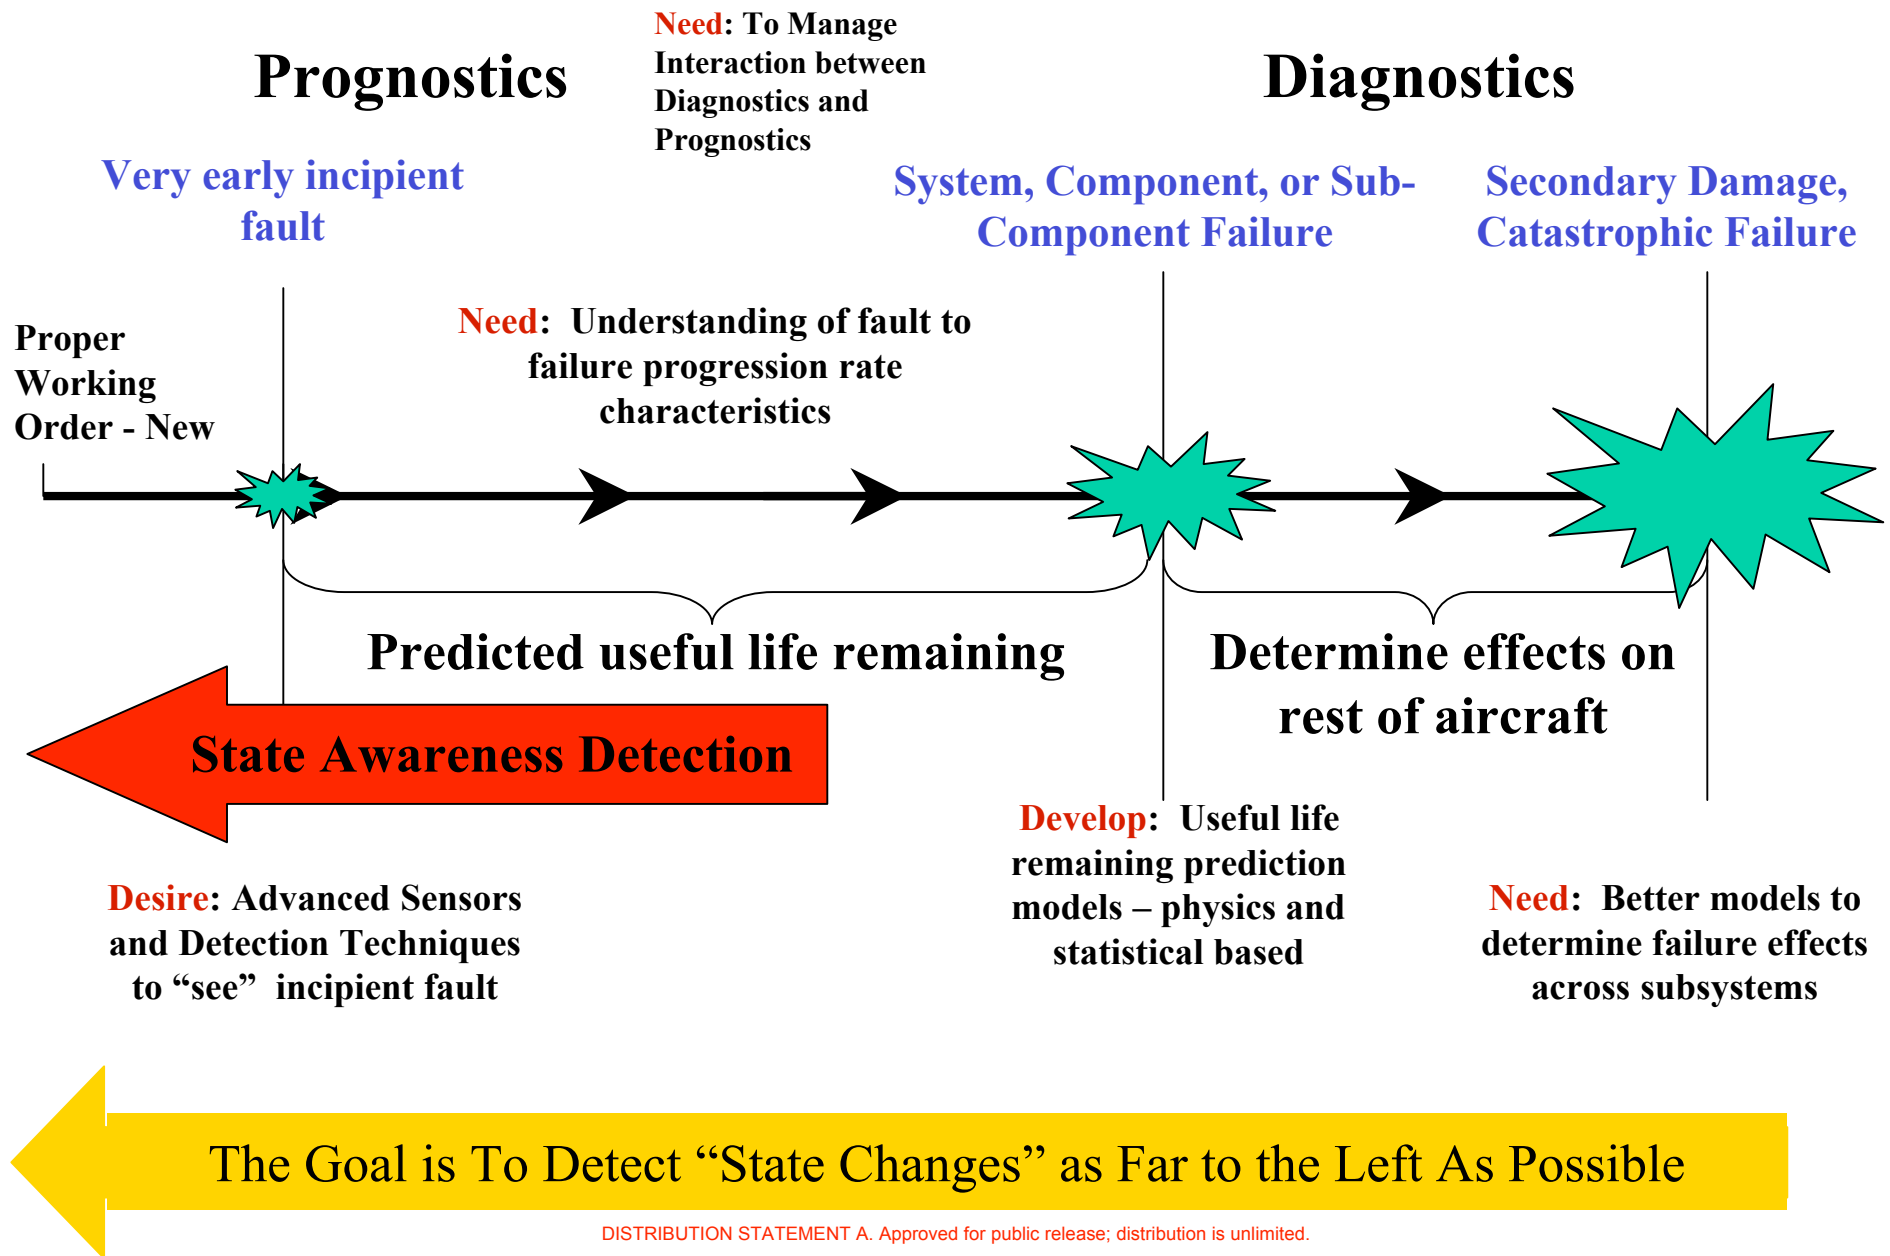 Prognostics
Need: To Manage
Interaction between
Diagnostics and
Prognostics
Diagnostics
Very early incipient
fault
System, Component, or Sub-
Component Failure
Secondary Damage,
Catastrophic Failure
Proper
Working
Order - New
Need:  Understanding of fault to
failure progression rate
characteristics
Predicted useful life remaining
Determine effects on
rest of aircraft
State Awareness Detection
Desire: Advanced Sensors
and Detection Techniques
to “see”  incipient fault
Develop:  Useful life
remaining prediction
models – physics and
statistical based
Need:  Better models to
determine failure effects
across subsystems
The Goal is To Detect “State Changes” as Far to the Left As Possible
DISTRIBUTION STATEMENT A. Approved for public release; distribution is unlimited.